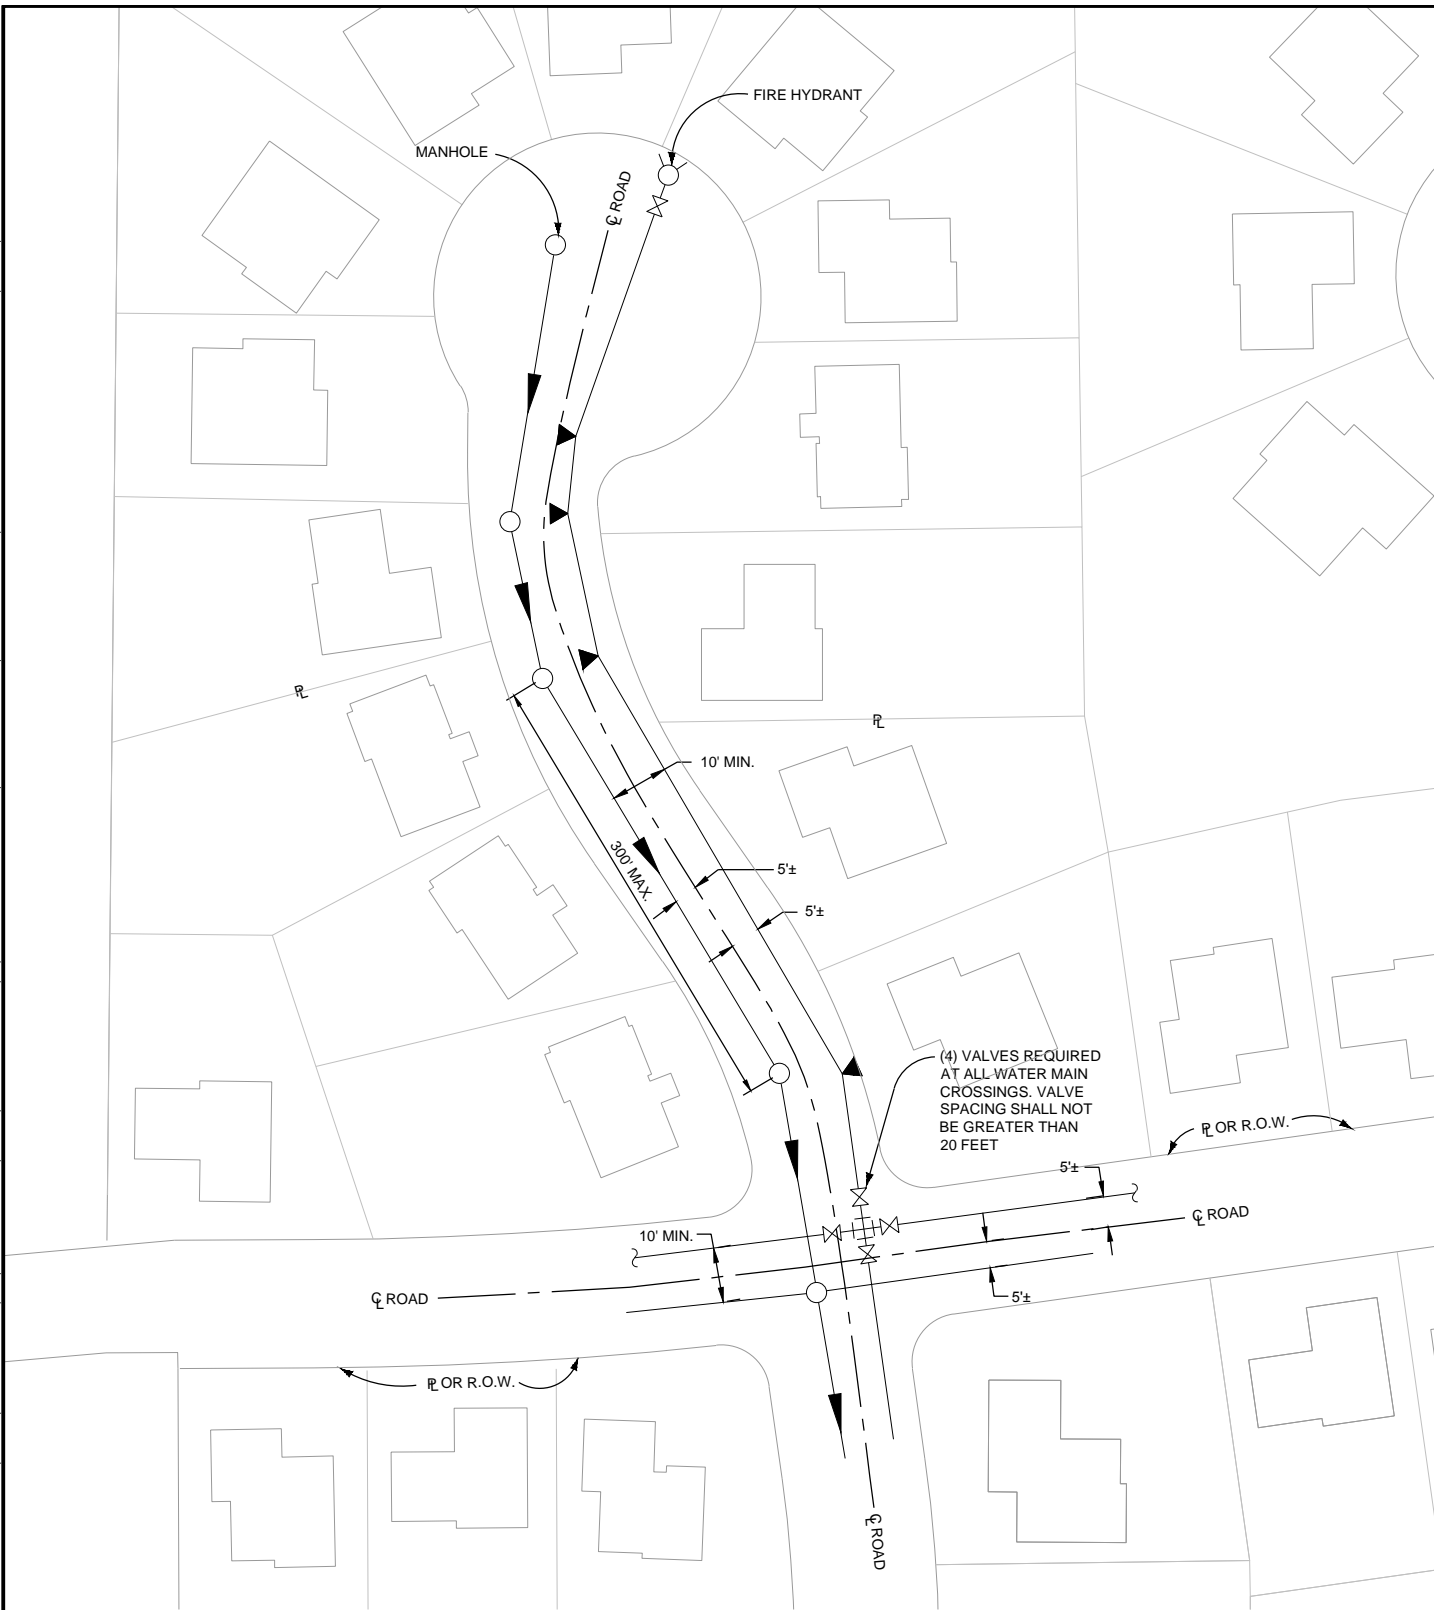 FIRE HYDRANT
MANHOLE
℄ ROAD
⅊
⅊
10' MIN.
300' MAX.
5'±
5'±
(4) VALVES REQUIRED
AT ALL WATER MAIN
CROSSINGS. VALVE
SPACING SHALL NOT
BE GREATER THAN
20 FEET
⅊ OR R.O.W.
5'±
℄ ROAD
10' MIN.
℄ ROAD
5'±
⅊ OR R.O.W.
℄ ROAD